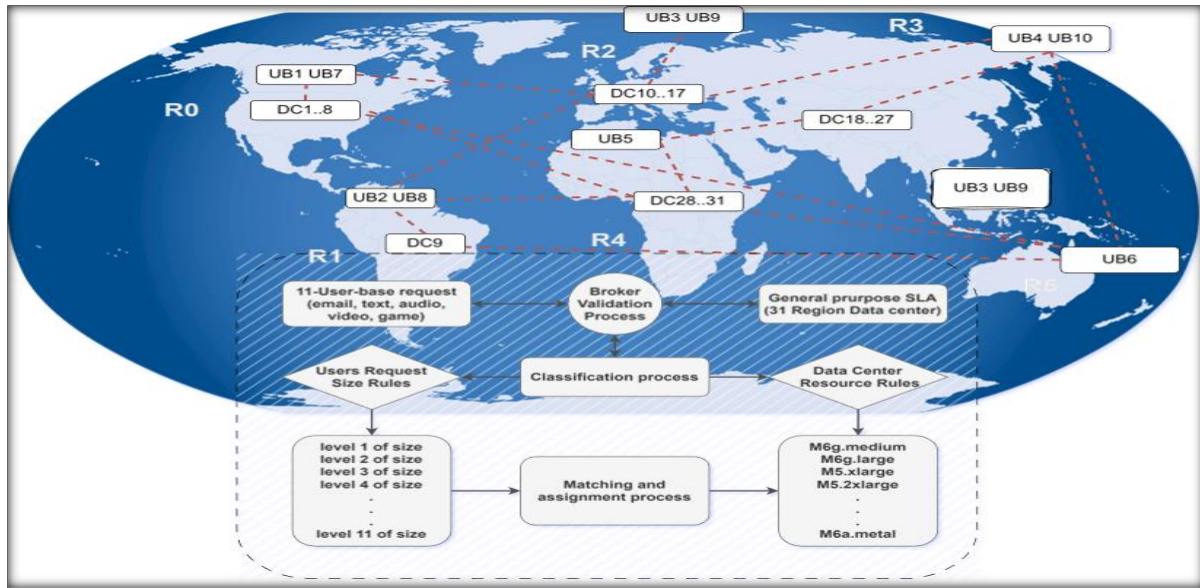 UB3 UB9
R3
UB4 UB10
R2
UB1 UB7
DC10..17
R0
DC1..8
DC18..27
UB5
UB3 UB9
UB2 UB8
DC28..31
R4
DC9
R1
UB6
R5
11-User-base request
(email, text, audio,
video, game)
Broker
Validation
Process
General prurpose SLA
(31 Region Data center)
Users Request
Size Rules
Classification process
Data Center
Resource Rules
level 1 of size
level 2 of size
level 3 of size
level 4 of size
.
.
.
level 11 of size
Matching and
assignment process
M6g.medium
M6g.large
M5.xlarge
M5.2xlarge
.
.
.
M6a.metal